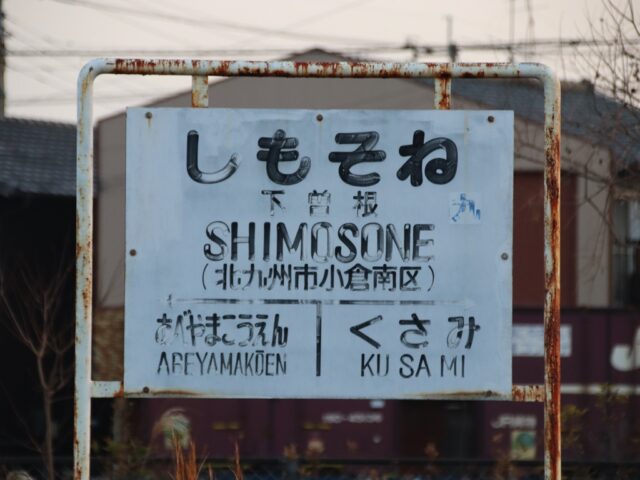 しもそね
下曽根
SHIMOSONE
(北九州市小倉南区)
あべやまこうえん
ABEYAMAKŌEN
くさみ
KUSAMI